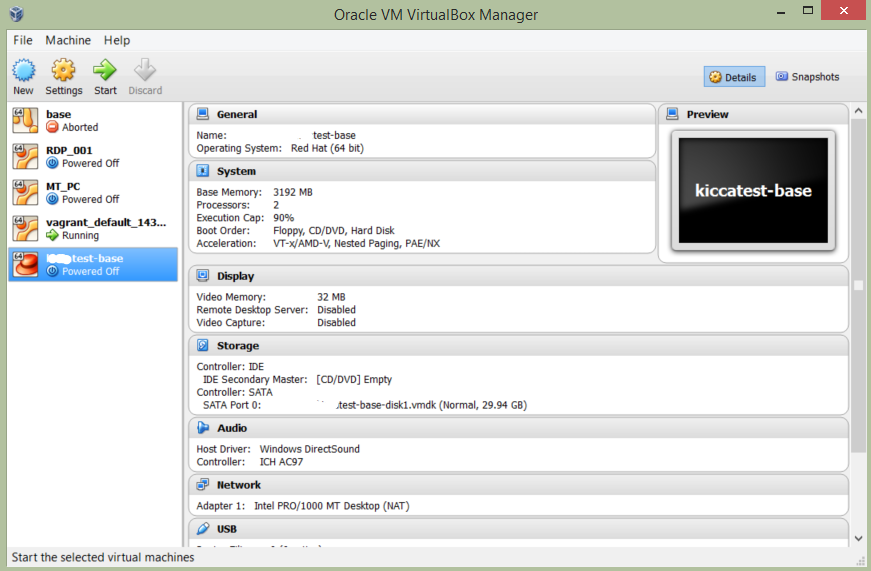 Oracle VM VirtualBox Manager
File Machine Help
New Settings Start Discard
Details Snapshots
64 base
Aborted
64 RDP_001
Powered Off
64 MT_PC
Powered Off
64 vagrant_default_143...
Running
64 test-base
Powered Off
General
Name: test-base
Operating System: Red Hat (64 bit)
System
Base Memory: 3192 MB
Processors: 2
Execution Cap: 90%
Boot Order: Floppy, CD/DVD, Hard Disk
Acceleration: VT-x/AMD-V, Nested Paging, PAE/NX
Preview
kiccatest-base
Display
Video Memory: 32 MB
Remote Desktop Server: Disabled
Video Capture: Disabled
Storage
Controller: IDE
IDE Secondary Master: [CD/DVD] Empty
Controller: SATA
SATA Port 0: test-base-disk1.vmdk (Normal, 29.94 GB)
Audio
Host Driver: Windows DirectSound
Controller: ICH AC97
Network
Adapter 1: Intel PRO/1000 MT Desktop (NAT)
USB
Start the selected virtual machines